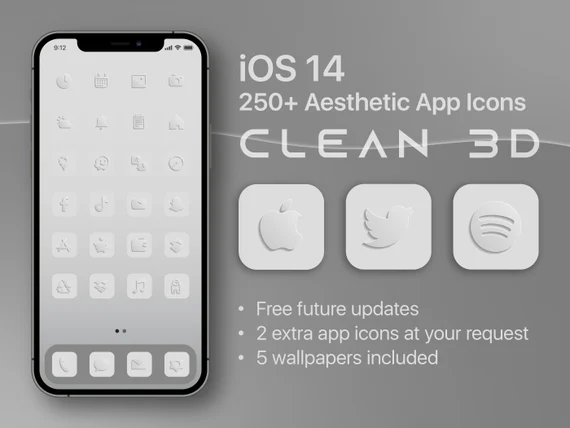 9:12
iOS 14
250+ Aesthetic App Icons
CLEAN 3D
• Free future updates
• 2 extra app icons at your request
• 5 wallpapers included